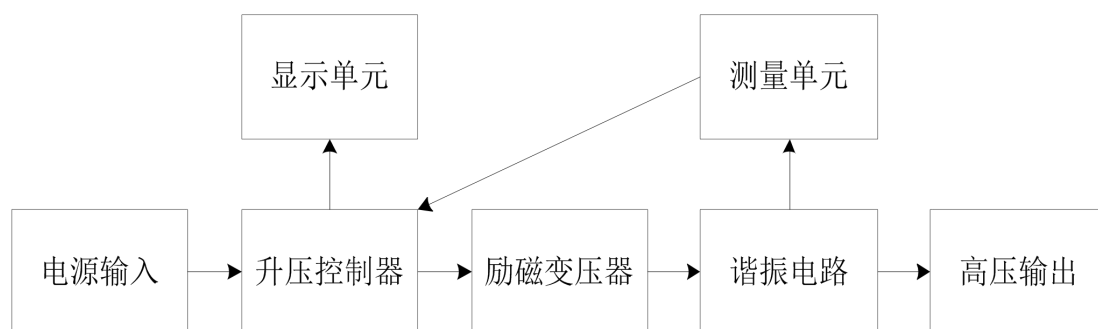 显示单元
测量单元
电源输入
升压控制器
励磁变压器
谐振电路
高压输出